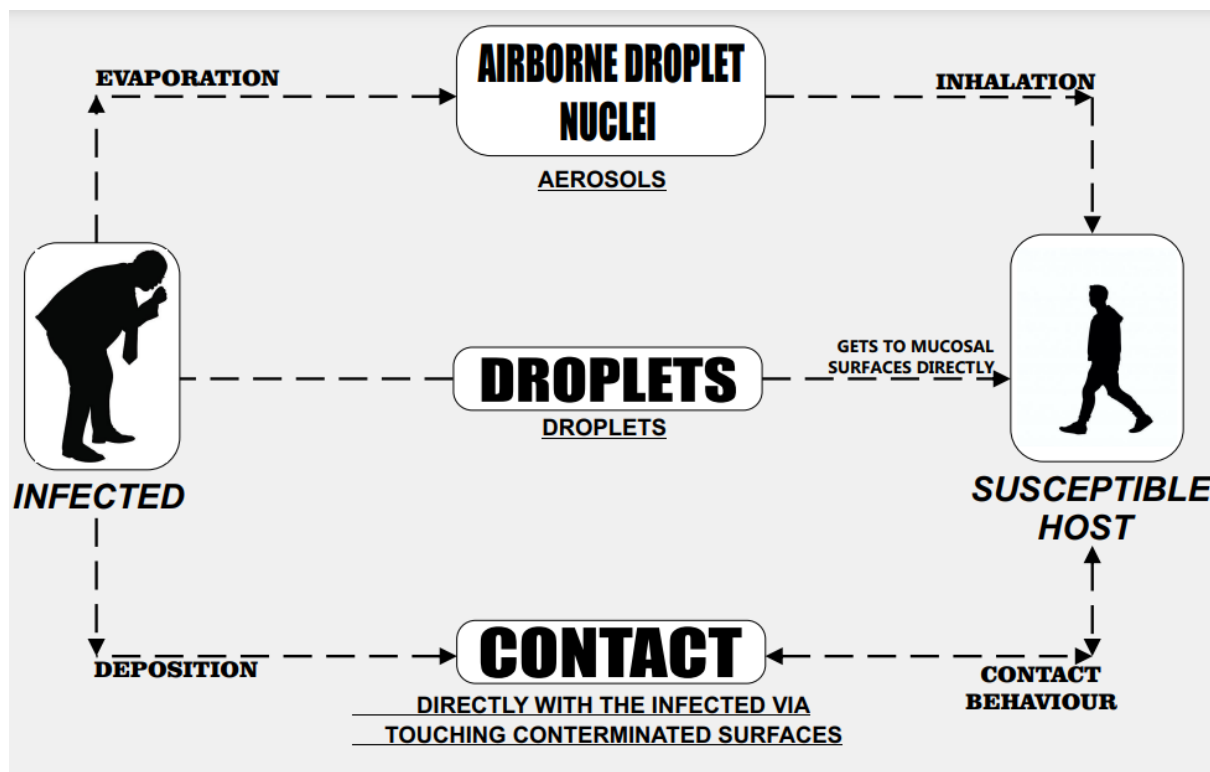 EVAPORATION
AIRBORNE DROPLET
NUCLEI
AEROSOLS
INHALATION
INFECTED
DROPLETS
DROPLETS
GETS TO MUCOSAL
SURFACES DIRECTLY
SUSCEPTIBLE
HOST
DEPOSITION
CONTACT
DIRECTLY WITH THE INFECTED VIA
TOUCHING CONTERMINATED SURFACES
CONTACT
BEHAVIOUR